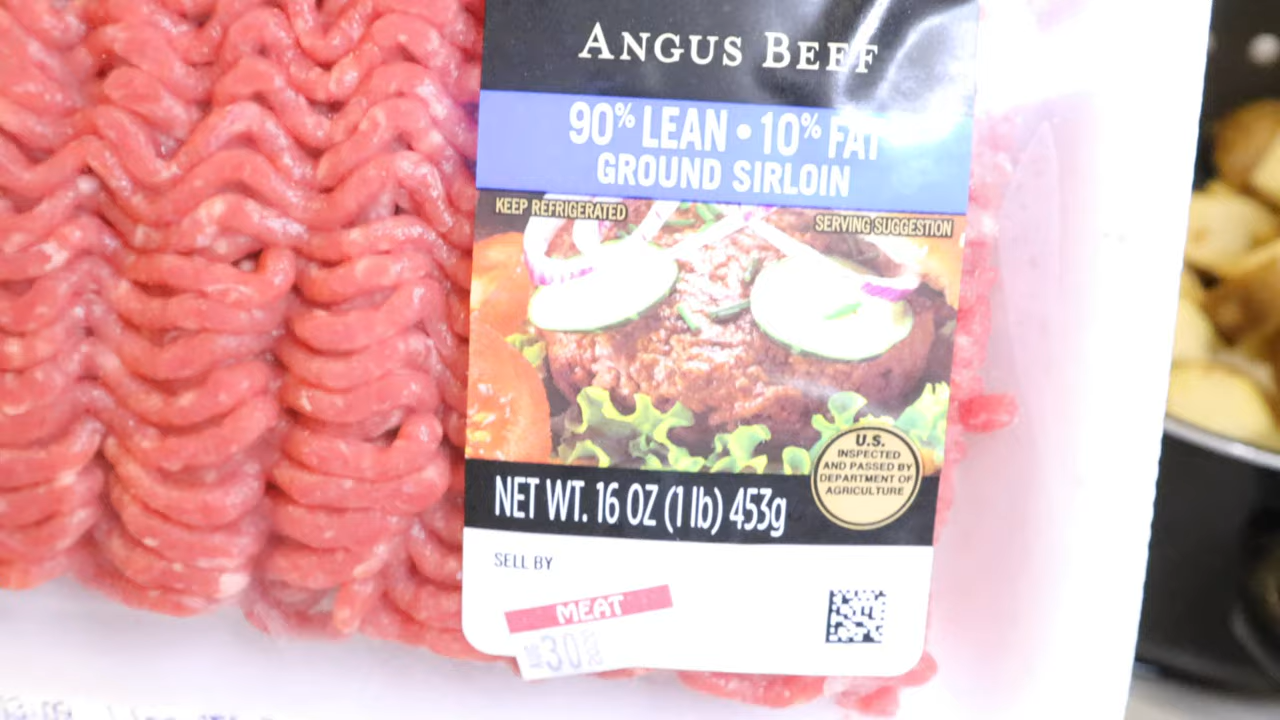 ANGUS BEEF
90% LEAN • 10% FAT
GROUND SIRLOIN
KEEP REFRIGERATED
SERVING SUGGESTION
U.S.
INSPECTED
AND PASSED BY
DEPARTMENT OF
AGRICULTURE
NET WT. 16 OZ (1 lb) 453g
SELL BY
MEAT
30